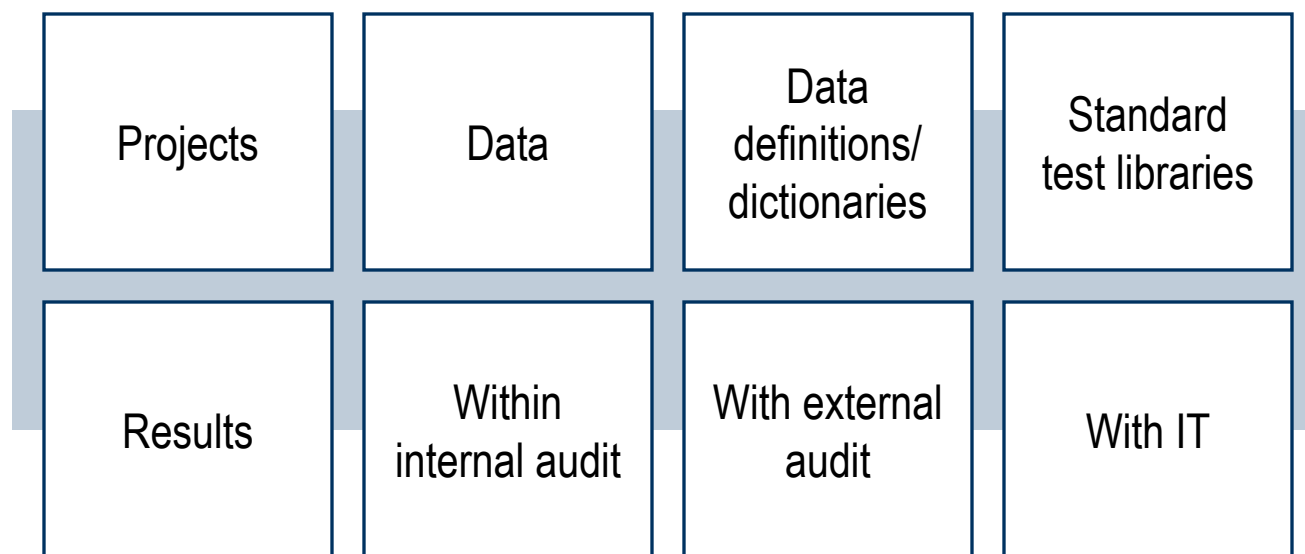 Projects
Data
Data
definitions/
dictionaries
Standard
test libraries
Results
Within
internal audit
With external
audit
With IT